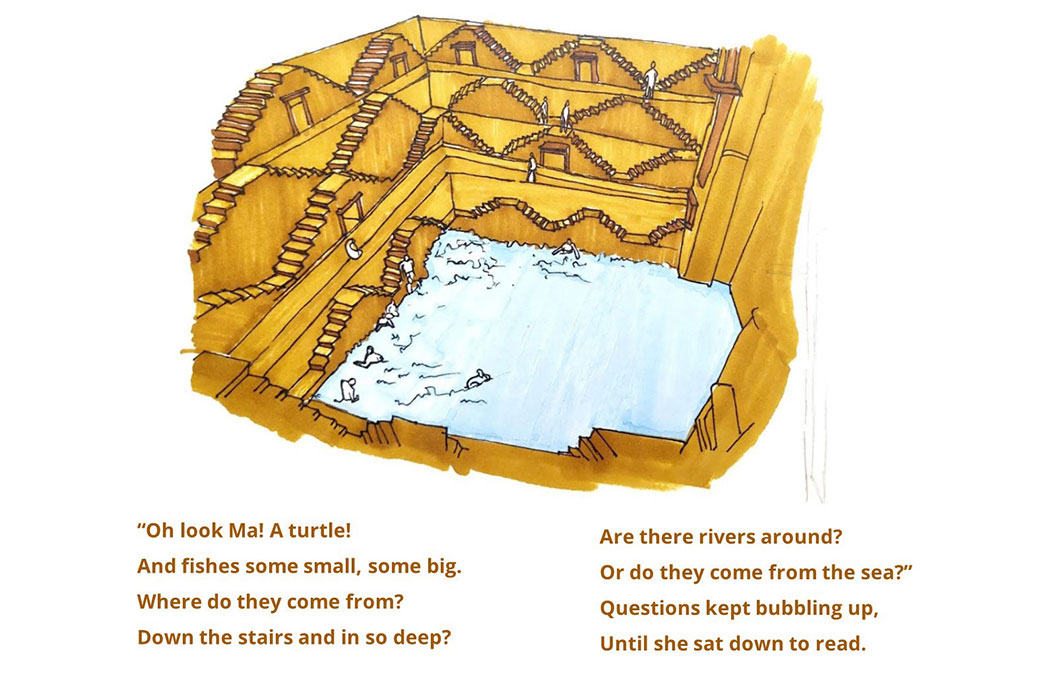 “Oh look Ma! A turtle!
And fishes some small, some big.
Where do they come from?
Down the stairs and in so deep?
Are there rivers around?
Or do they come from the sea?”
Questions kept bubbling up,
Until she sat down to read.